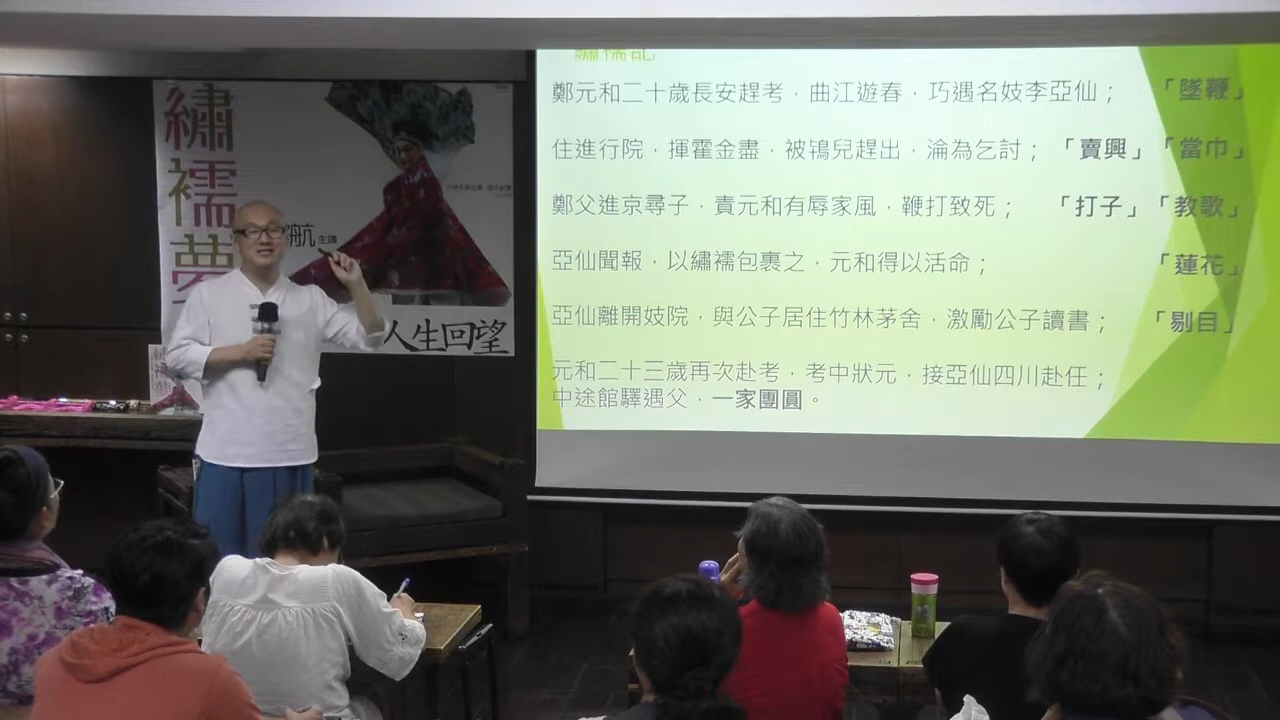 繡襦夢
航 主講
人生回望
繡襦夢
繡襦記
鄭元和二十歲長安趕考，曲江遊春，巧遇名妓李亞仙； 「墜鞭」
住進行院，揮霍金盡，被鴇兒趕出，淪為乞討； 「賣興」「當巾」
鄭父進京尋子，責元和有辱家風，鞭打致死； 「打子」「教歌」
亞仙聞報，以繡襦包裹之，元和得以活命； 「蓮花」
亞仙離開妓院，與公子居住竹林茅舍，激勵公子讀書； 「剔目」
元和二十三歲再次赴考，考中狀元，接亞仙四川赴任；
中途館驛遇父，一家團圓。